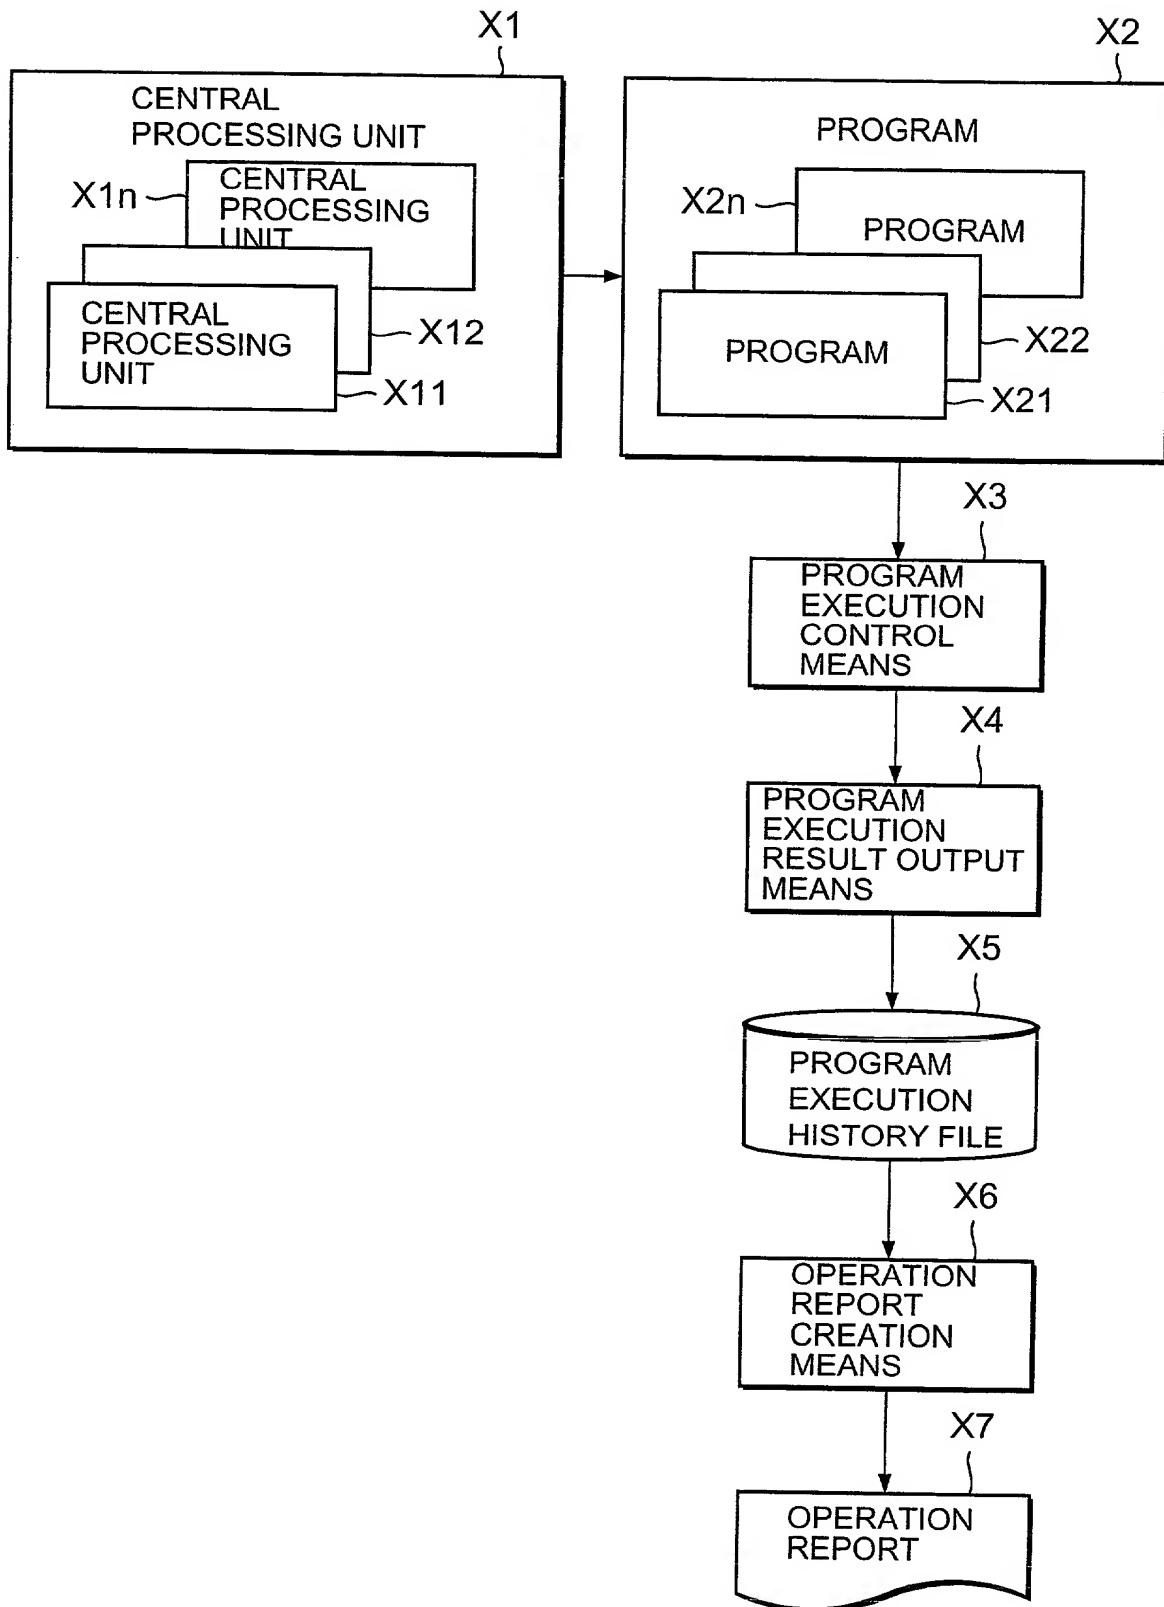 X1
X2
CENTRAL
PROCESSING UNIT
PROGRAM
X1n
CENTRAL
PROCESSING
UNIT
X2n
PROGRAM
CENTRAL
PROCESSING
UNIT
X12
X11
PROGRAM
X22
X21
X3
PROGRAM
EXECUTION
CONTROL
MEANS
X4
PROGRAM
EXECUTION
RESULT OUTPUT
MEANS
X5
PROGRAM
EXECUTION
HISTORY FILE
X6
OPERATION
REPORT
CREATION
MEANS
X7
OPERATION
REPORT